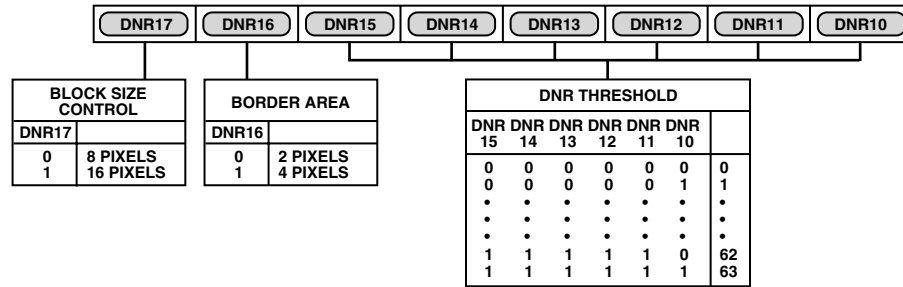 DNR17 DNR16 DNR15 DNR14 DNR13 DNR12 DNR11 DNR10
BLOCK SIZE
CONTROL
DNR17
0 8 PIXELS
1 16 PIXELS
BORDER AREA
DNR16
0 2 PIXELS
1 4 PIXELS
DNR THRESHOLD
DNR DNR DNR DNR DNR DNR
15 14 13 12 11 10
0 0 0 0 0 0 0
0 0 0 0 0 1 1
• • • • • • •
• • • • • • •
• • • • • • •
1 1 1 1 1 0 62
1 1 1 1 1 1 63